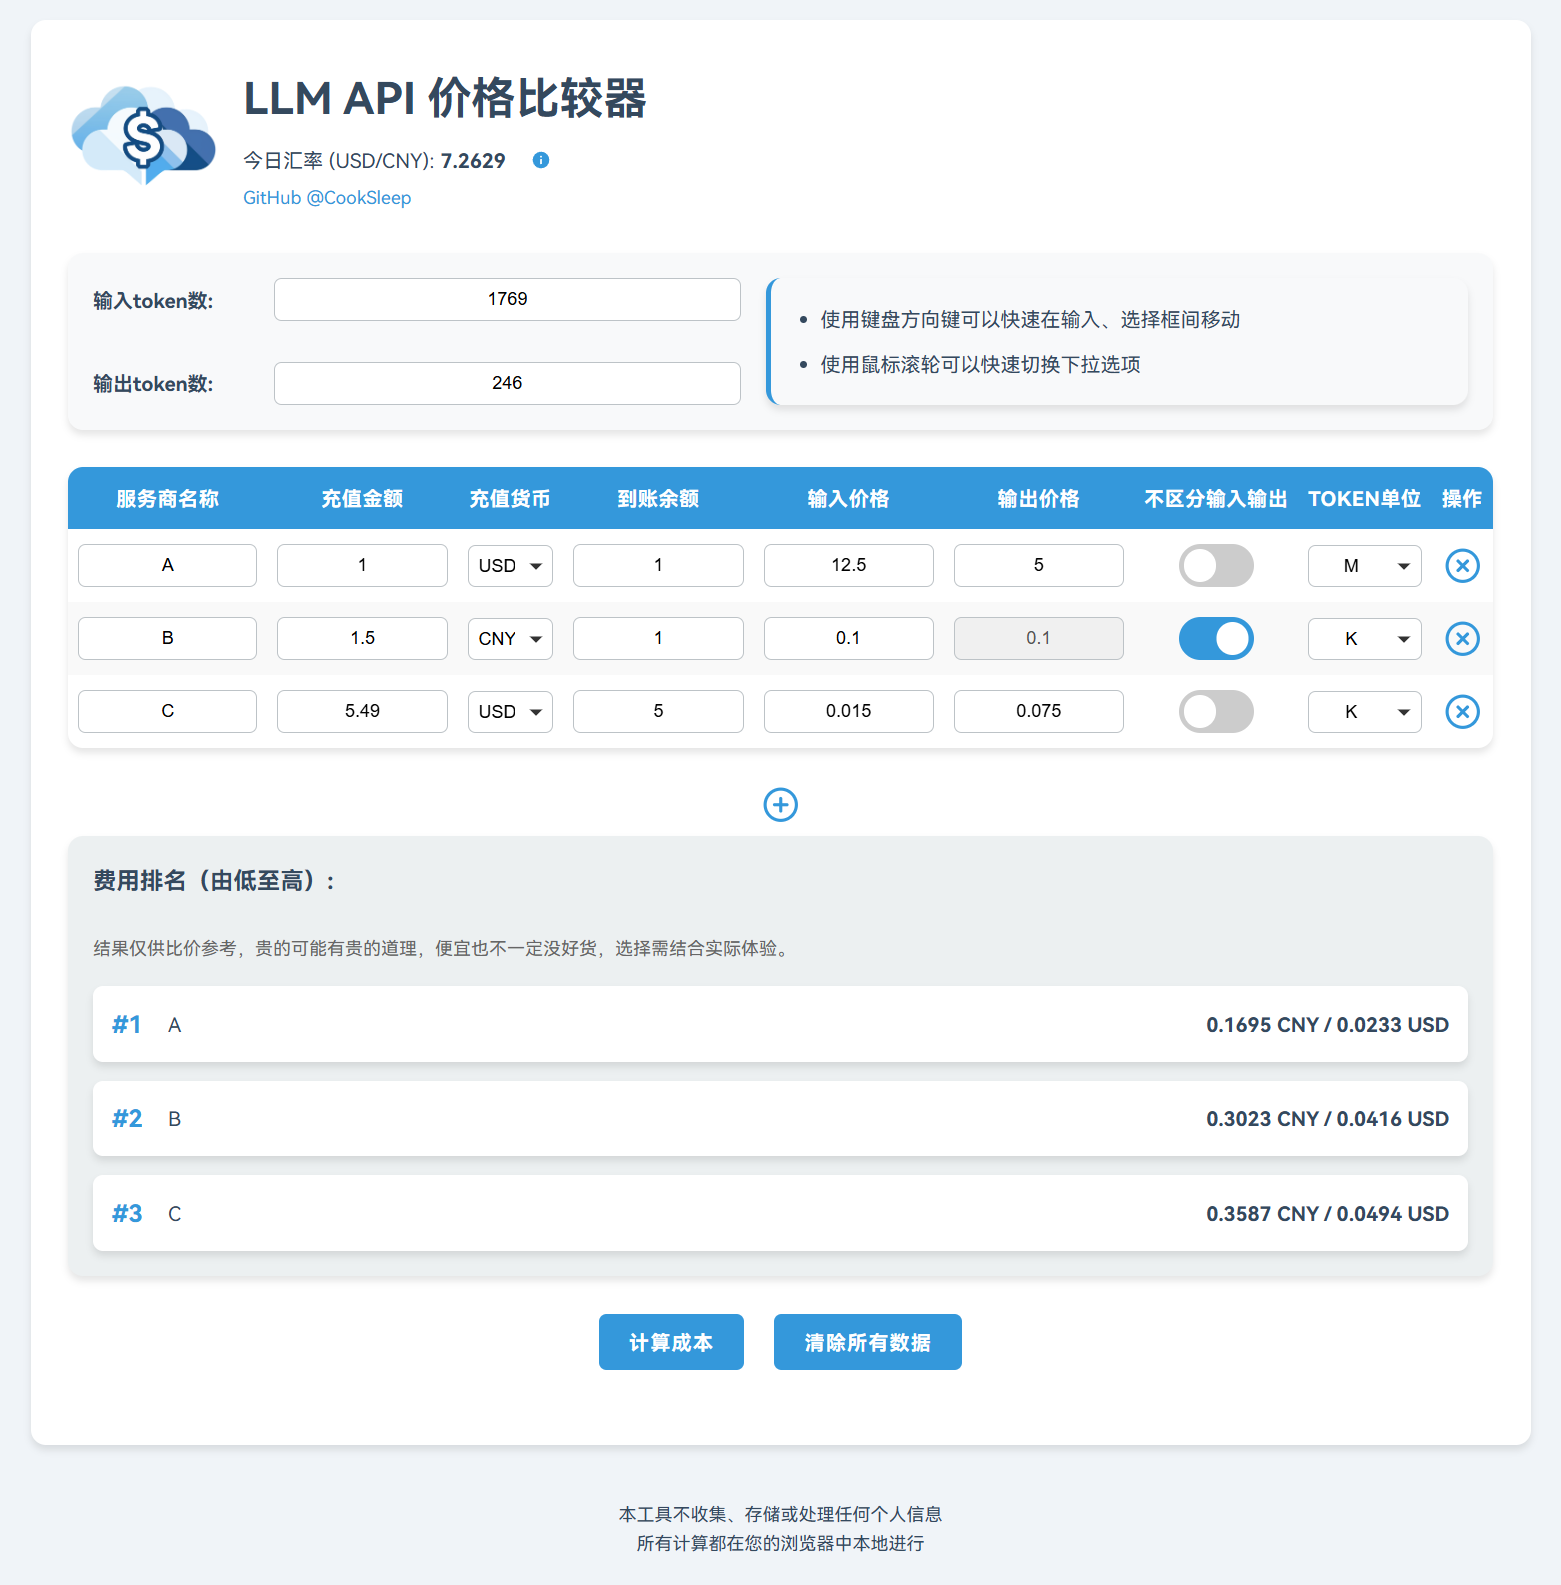 $
LLM API 价格比较器
今日汇率 (USD/CNY): 7.2629
GitHub @CookSleep
输入token数: 1769
输出token数: 246
• 使用键盘方向键可以快速在输入、选择框间移动
• 使用鼠标滚轮可以快速切换下拉选项
服务商名称 充值金额 充值货币 到账余额 输入价格 输出价格 不区分输入输出 TOKEN单位 操作
A 1 USD 1 12.5 5 M
B 1.5 CNY 1 0.1 0.1 K
C 5.49 USD 5 0.015 0.075 K
费用排名（由低至高）:
结果仅供比价参考，贵的可能有贵的道理，便宜也不一定没好货，选择需结合实际体验。
#1 A 0.1695 CNY / 0.0233 USD
#2 B 0.3023 CNY / 0.0416 USD
#3 C 0.3587 CNY / 0.0494 USD
计算成本 清除所有数据
本工具不收集、存储或处理任何个人信息
所有计算都在您的浏览器中本地进行